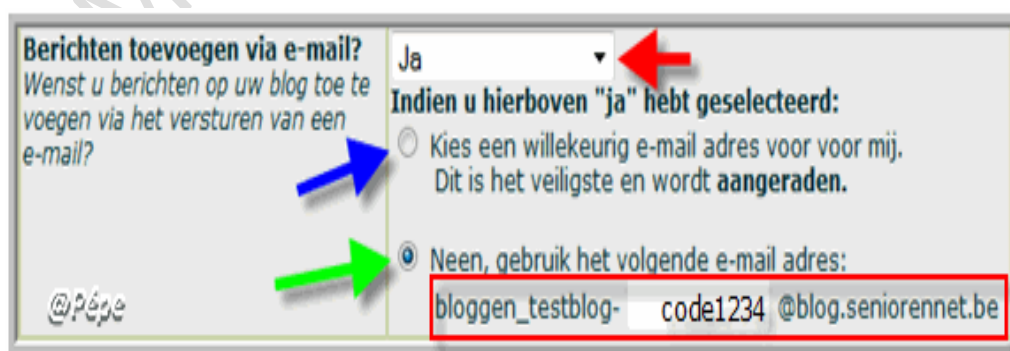 Berichten toevoegen via e-mail?
Wenst u berichten op uw blog toe te
voegen via het versturen van een
e-mail?
@Pépe
Ja
Indien u hierboven "ja" hebt geselecteerd:
Kies een willekeurig e-mail adres voor voor mij.
Dit is het veiligste en wordt aangeraden.
Neen, gebruik het volgende e-mail adres:
bloggen_testblog- code1234 @blog.seniorennet.be